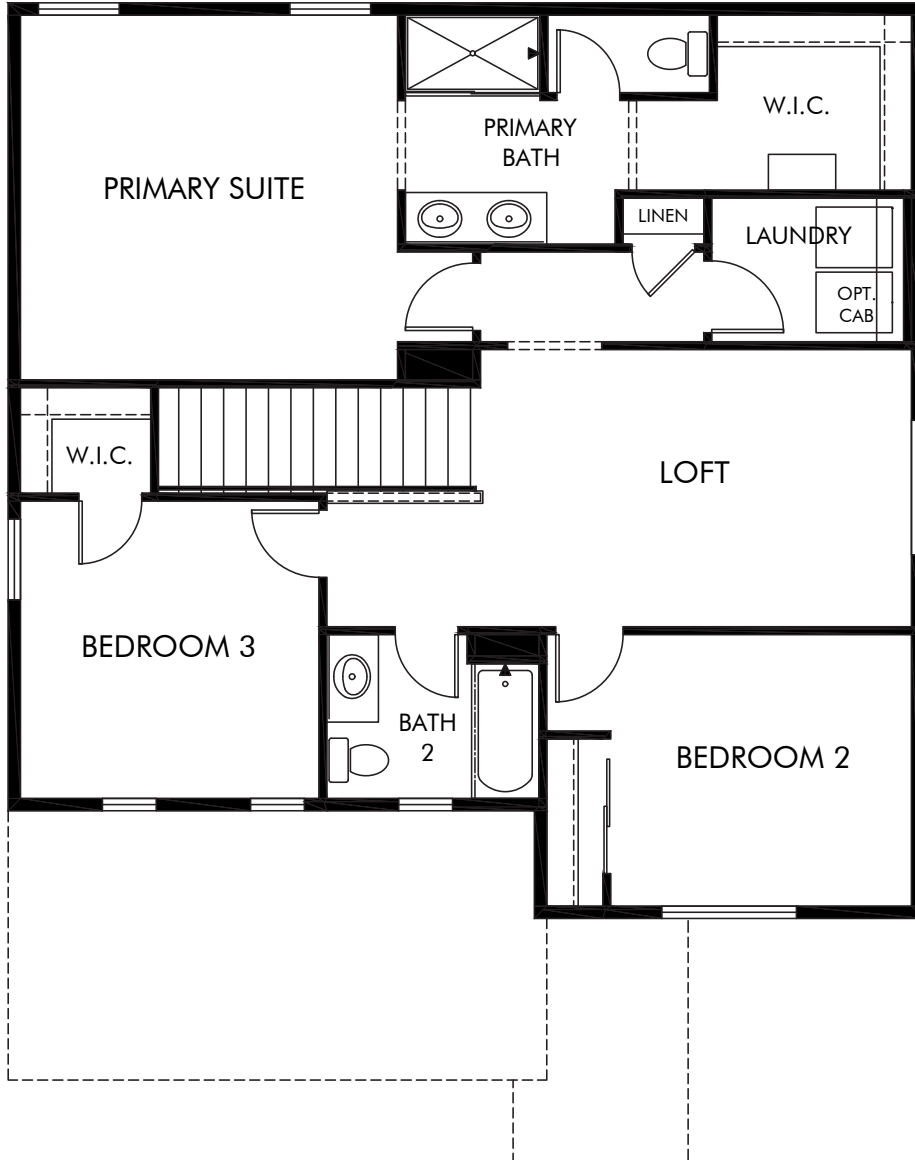 W.I.C.
PRIMARY
BATH
PRIMARY SUITE
LINEN
LAUNDRY
OPT.
CAB
W.I.C.
LOFT
BEDROOM 3
BATH
2
BEDROOM 2